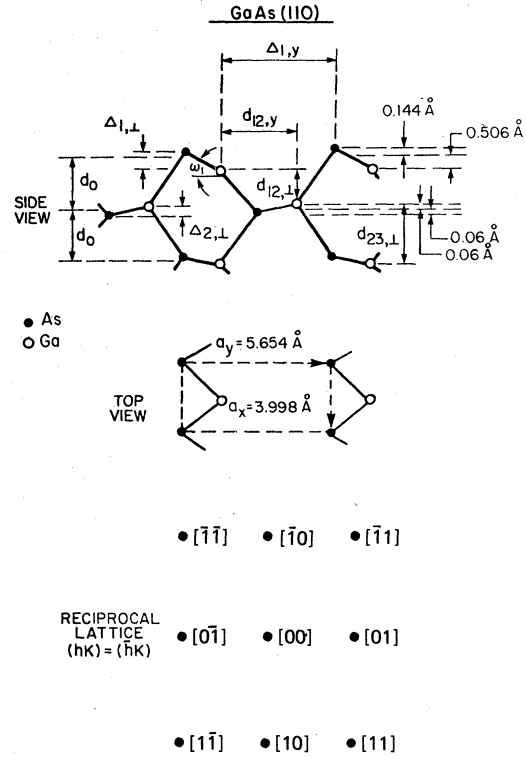 GaAs (110)
Δ1,y
d12,y
0.144 Å
0.506 Å
Δ1,⊥
ω1
d0
d12,⊥
SIDE
VIEW
d0
Δ2,⊥
d23,⊥
0.06 Å
0.06 Å
● As
○ Ga
ay = 5.654 Å
TOP
VIEW
ax = 3.998 Å
● [1̄1̄] ● [1̄0] ● [1̄1]
RECIPROCAL
LATTICE
(hK) = (h̄K)
● [01̄] ● [00] ● [01]
● [11̄] ● [10] ● [11]